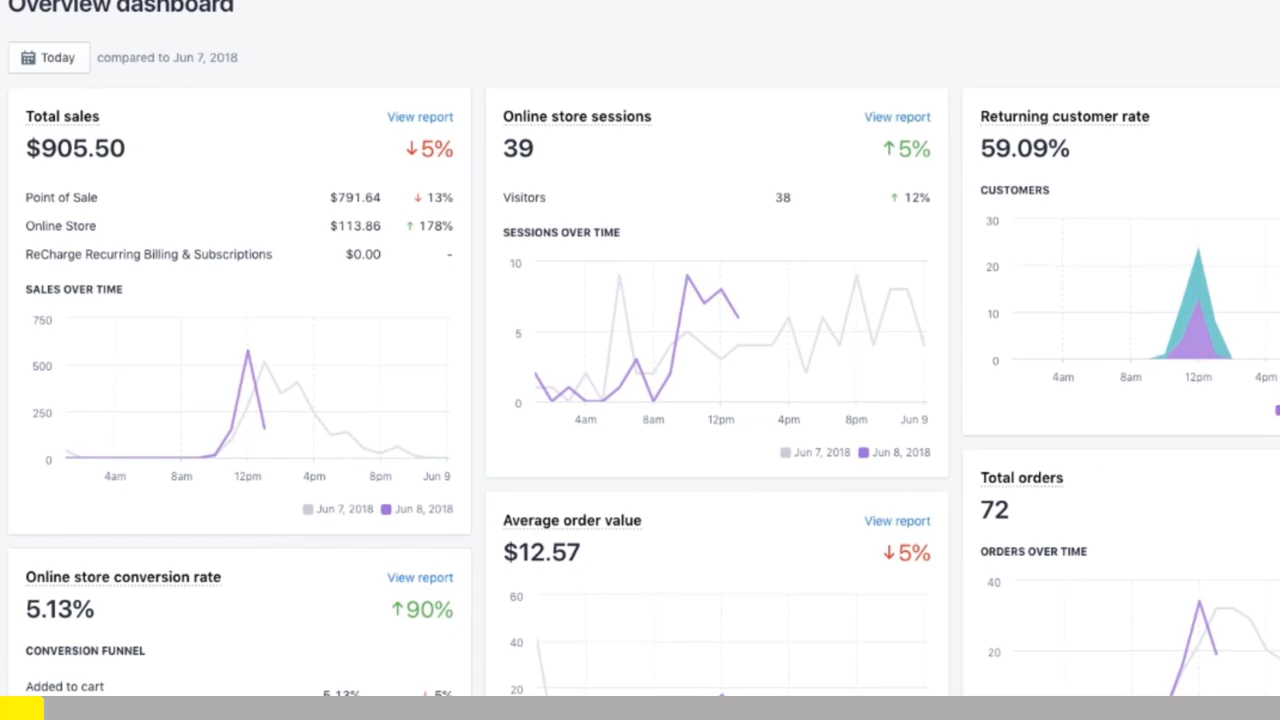 Overview dashboard
Today compared to Jun 7, 2018
Total sales View report
$905.50 ↓5%
Point of Sale $791.64 ↓ 13%
Online Store $113.86 ↑ 178%
ReCharge Recurring Billing & Subscriptions $0.00 -
SALES OVER TIME
750
500
250
0
4am 8am 12pm 4pm 8pm Jun 9
Jun 7, 2018 Jun 8, 2018
Online store conversion rate View report
5.13% ↑90%
CONVERSION FUNNEL
Added to cart 5.13% ↓ 5%
Online store sessions View report
39 ↑5%
Visitors 38 ↑ 12%
SESSIONS OVER TIME
10
5
0
4am 8am 12pm 4pm 8pm Jun 9
Jun 7, 2018 Jun 8, 2018
Average order value View report
$12.57 ↓5%
60
40
20
Returning customer rate
59.09%
CUSTOMERS
30
20
10
0
4am 8am 12pm 4pm
Total orders
72
ORDERS OVER TIME
40
20